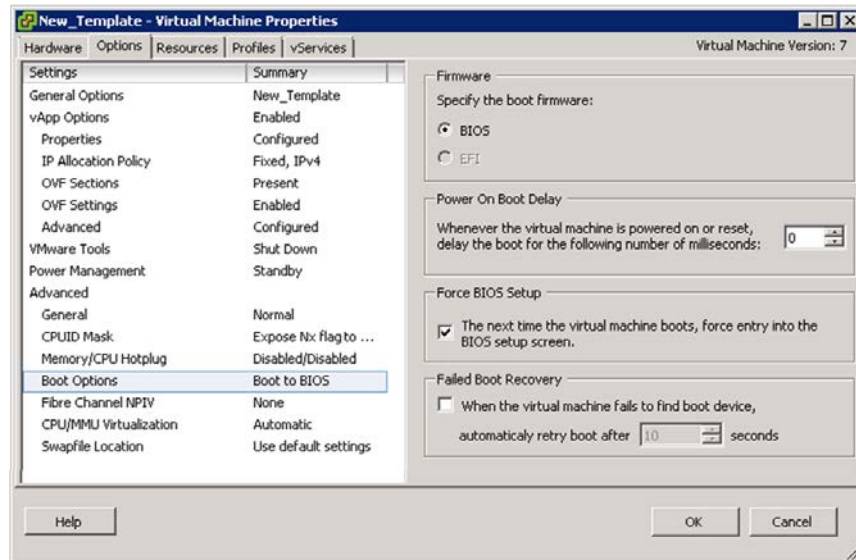 New_Template - Virtual Machine Properties
Hardware Options Resources Profiles vServices Virtual Machine Version: 7
Settings Summary
General Options New_Template
vApp Options Enabled
Properties Configured
IP Allocation Policy Fixed, IPv4
OVF Sections Present
OVF Settings Enabled
Advanced Configured
VMware Tools Shut Down
Power Management Standby
Advanced
General Normal
CPUID Mask Expose Nx flag to ...
Memory/CPU Hotplug Disabled/Disabled
Boot Options Boot to BIOS
Fibre Channel NPIV None
CPU/MMU Virtualization Automatic
Swapfile Location Use default settings
Firmware
Specify the boot firmware:
BIOS
EFI
Power On Boot Delay
Whenever the virtual machine is powered on or reset,
delay the boot for the following number of milliseconds: 0
Force BIOS Setup
The next time the virtual machine boots, force entry into the
BIOS setup screen.
Failed Boot Recovery
When the virtual machine fails to find boot device,
automaticaly retry boot after 10 seconds
Help OK Cancel